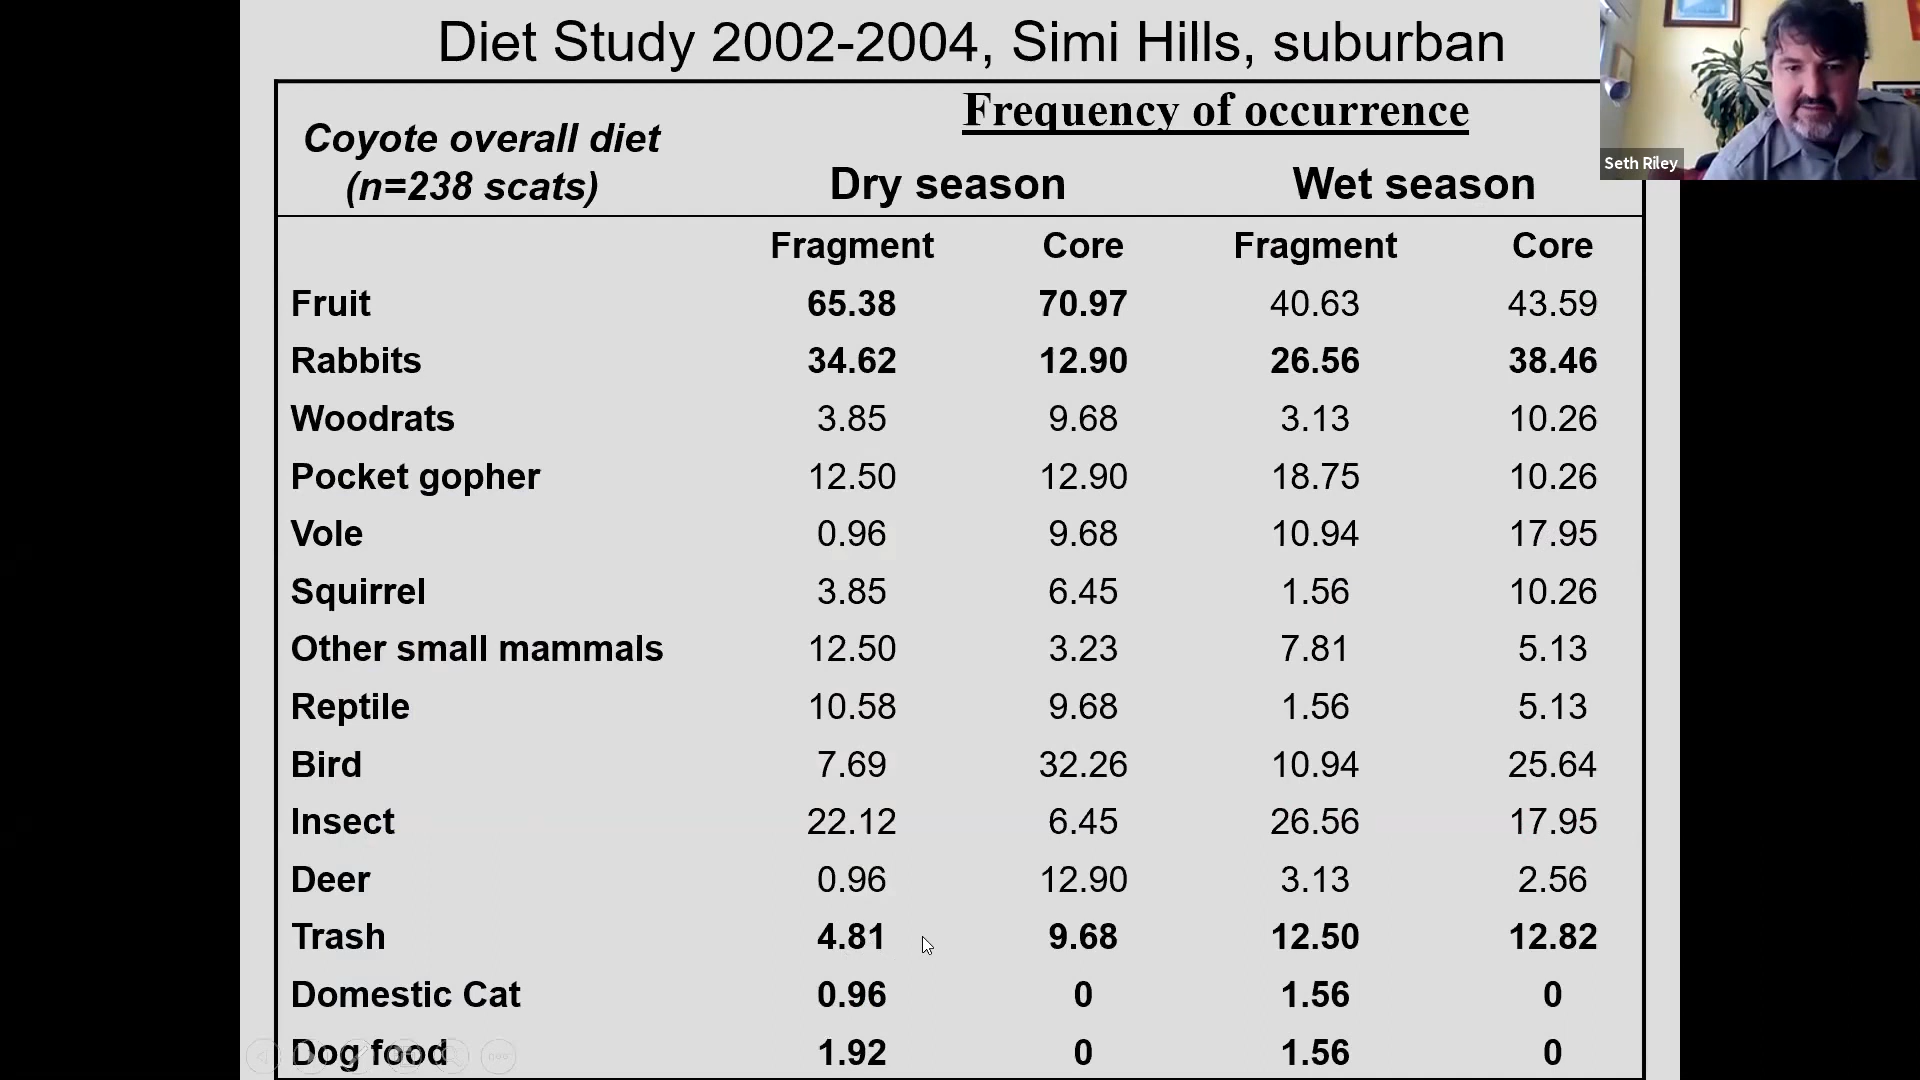 Diet Study 2002-2004, Simi Hills, suburban
Seth Riley
Coyote overall diet
(n=238 scats)
Frequency of occurrence
Dry season Wet season
Fragment Core Fragment Core
Fruit 65.38 70.97 40.63 43.59
Rabbits 34.62 12.90 26.56 38.46
Woodrats 3.85 9.68 3.13 10.26
Pocket gopher 12.50 12.90 18.75 10.26
Vole 0.96 9.68 10.94 17.95
Squirrel 3.85 6.45 1.56 10.26
Other small mammals 12.50 3.23 7.81 5.13
Reptile 10.58 9.68 1.56 5.13
Bird 7.69 32.26 10.94 25.64
Insect 22.12 6.45 26.56 17.95
Deer 0.96 12.90 3.13 2.56
Trash 4.81 9.68 12.50 12.82
Domestic Cat 0.96 0 1.56 0
Dog food 1.92 0 1.56 0